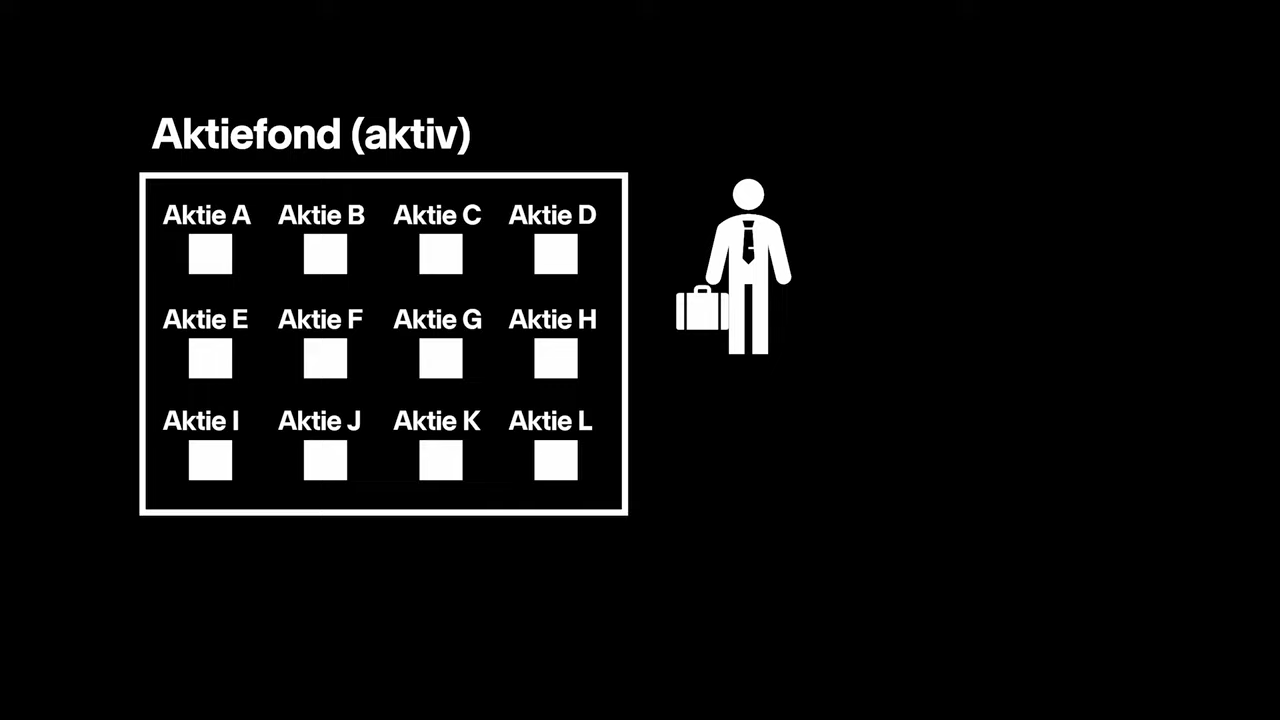 Aktiefond (aktiv)
Aktie A Aktie B Aktie C Aktie D
Aktie E Aktie F Aktie G Aktie H
Aktie I Aktie J Aktie K Aktie L